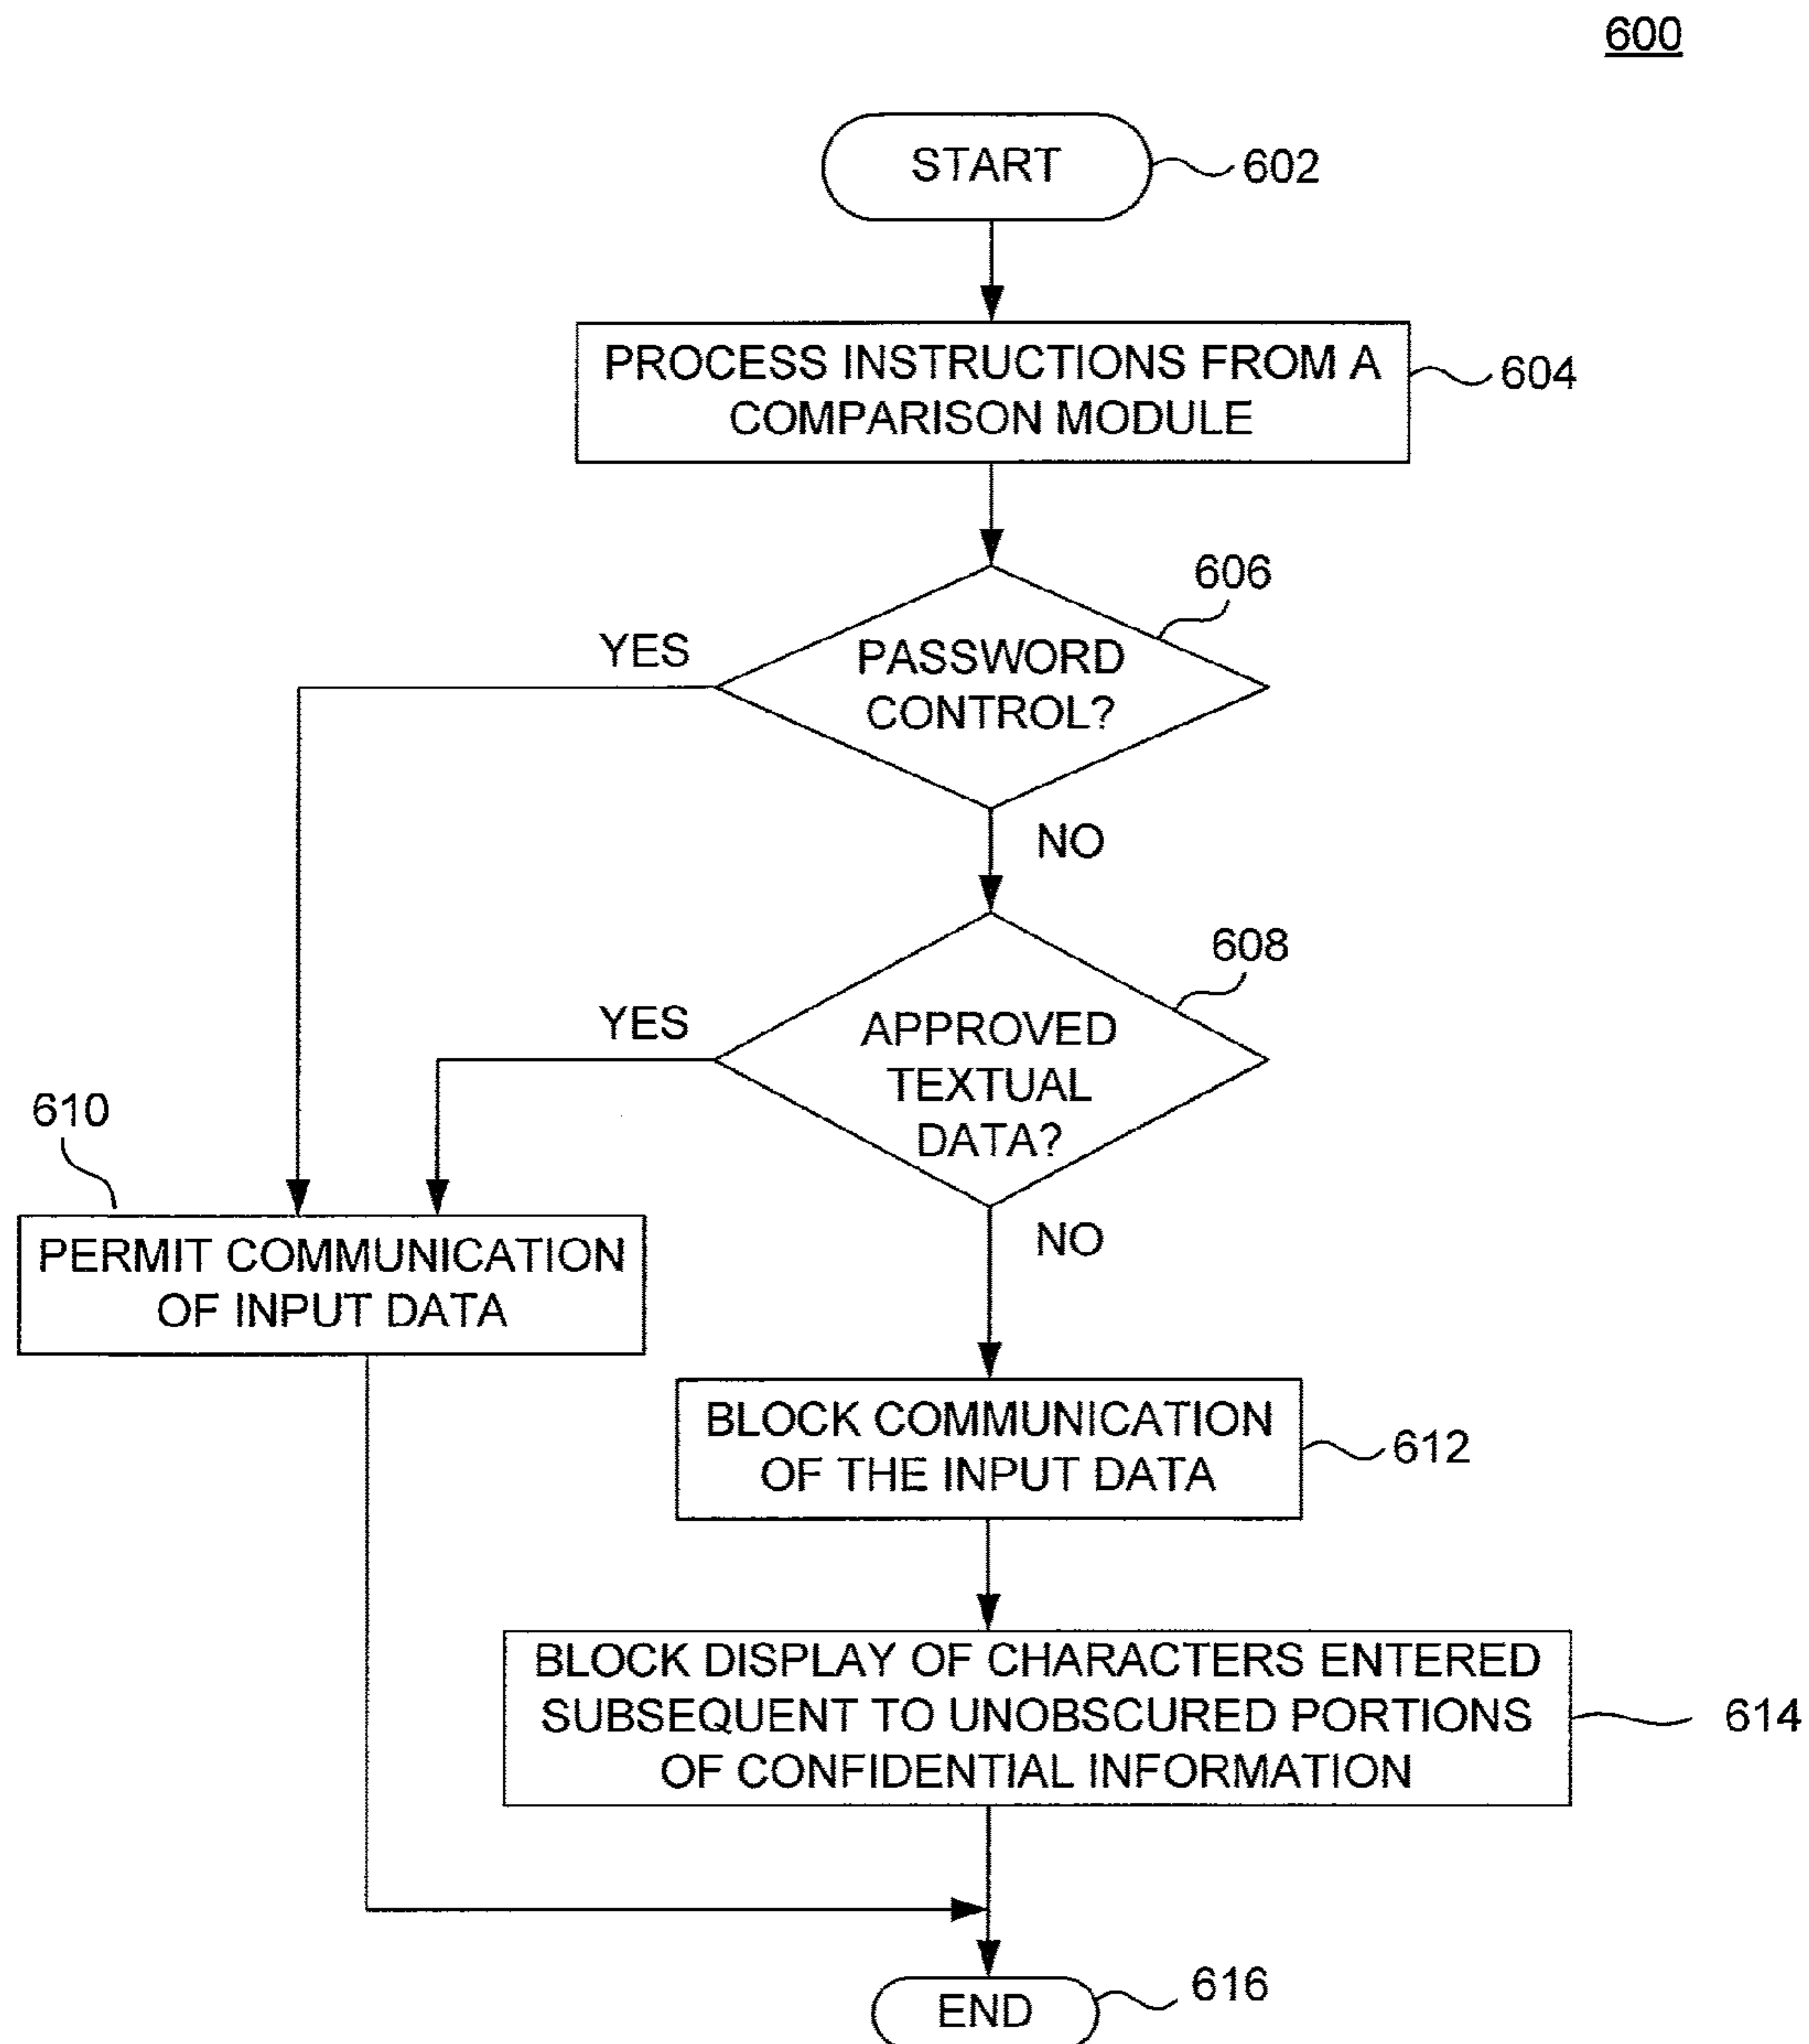 600
START
602
PROCESS INSTRUCTIONS FROM A
COMPARISON MODULE
604
606
YES
PASSWORD
CONTROL?
NO
608
YES
APPROVED
TEXTUAL
DATA?
610
NO
PERMIT COMMUNICATION
OF INPUT DATA
BLOCK COMMUNICATION
OF THE INPUT DATA
612
BLOCK DISPLAY OF CHARACTERS ENTERED
SUBSEQUENT TO UNOBSCURED PORTIONS
OF CONFIDENTIAL INFORMATION
614
616
END